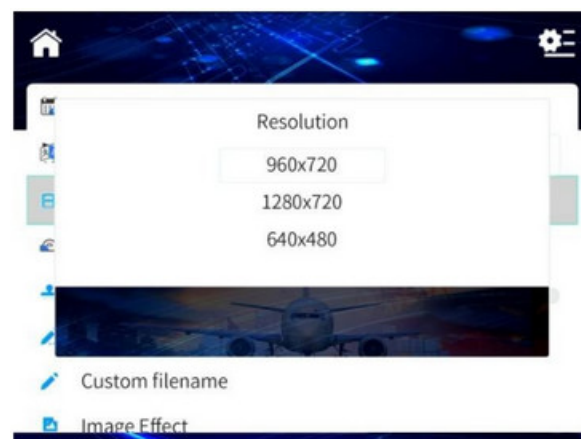 Resolution
960x720
1280x720
640x480
Custom filename
Image Effect